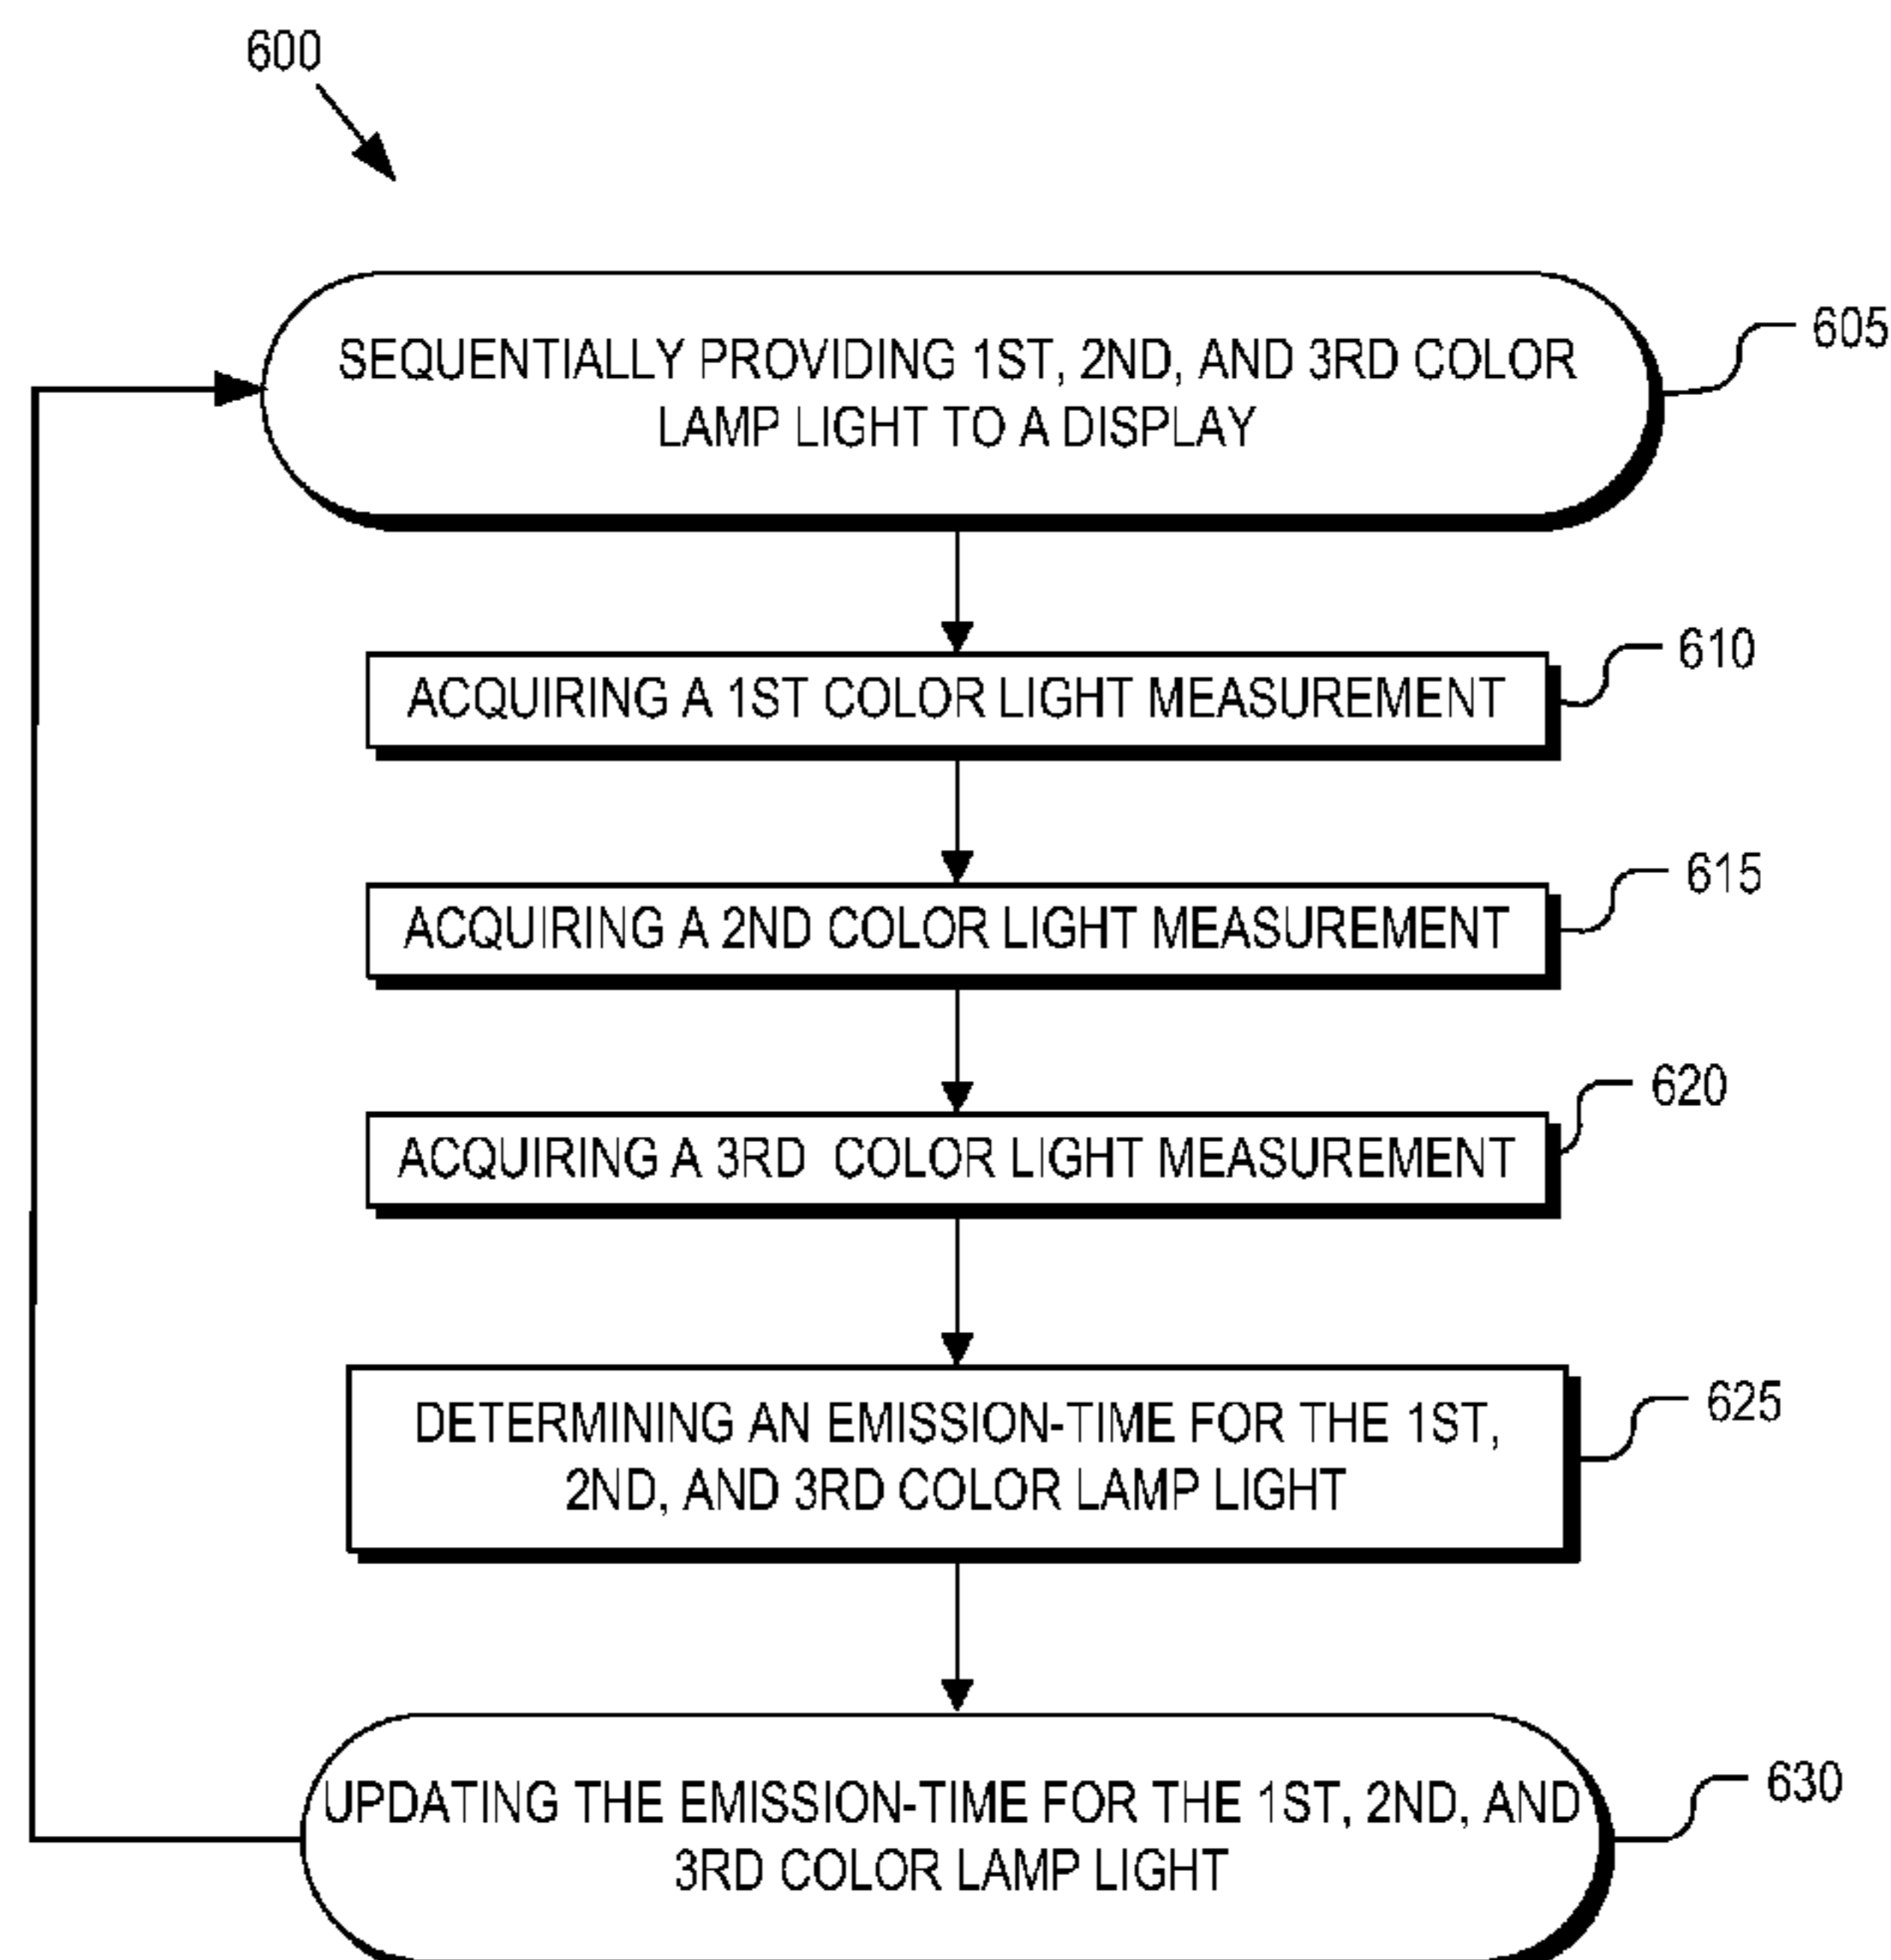 600
SEQUENTIALLY PROVIDING 1ST, 2ND, AND 3RD COLOR
LAMP LIGHT TO A DISPLAY
605
ACQUIRING A 1ST COLOR LIGHT MEASUREMENT
610
ACQUIRING A 2ND COLOR LIGHT MEASUREMENT
615
ACQUIRING A 3RD COLOR LIGHT MEASUREMENT
620
DETERMINING AN EMISSION-TIME FOR THE 1ST,
2ND, AND 3RD COLOR LAMP LIGHT
625
UPDATING THE EMISSION-TIME FOR THE 1ST, 2ND, AND
3RD COLOR LAMP LIGHT
630